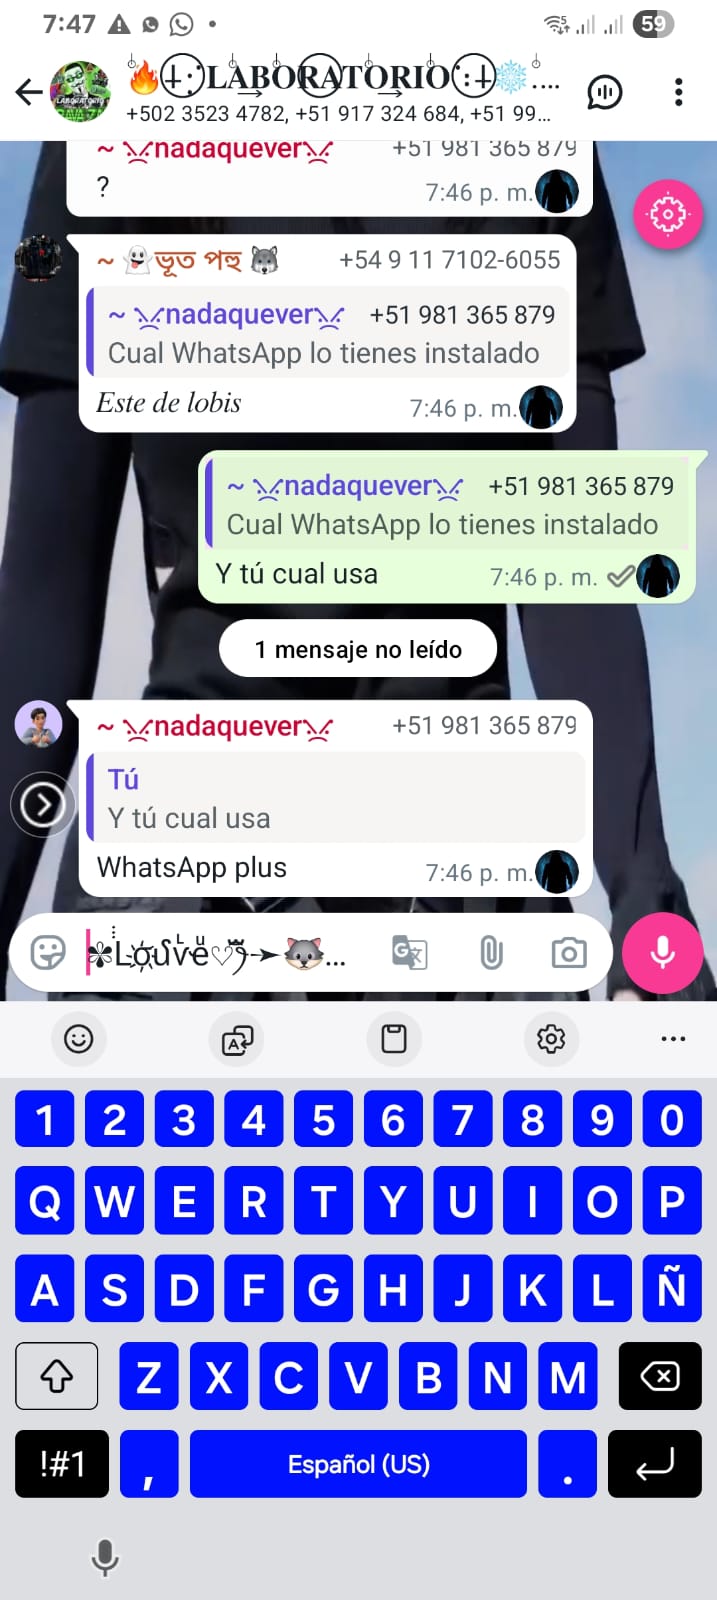 7:47
59
LABORATORIO
+502 3523 4782, +51 917 324 684, +51 99...
~ nadaquever +51 981 365 879
?
7:46 p. m.
~ 👻ভূত পহু🐺 +54 9 11 7102-6055
~ nadaquever +51 981 365 879
Cual WhatsApp lo tienes instalado
Este de lobis
7:46 p. m.
~ nadaquever +51 981 365 879
Cual WhatsApp lo tienes instalado
Y tú cual usa
7:46 p. m.
1 mensaje no leído
~ nadaquever +51 981 365 879
Tú
Y tú cual usa
WhatsApp plus
7:46 p. m.
1 2 3 4 5 6 7 8 9 0
Q W E R T Y U I O P
A S D F G H J K L Ñ
Z X C V B N M
!#1 , Español (US) .